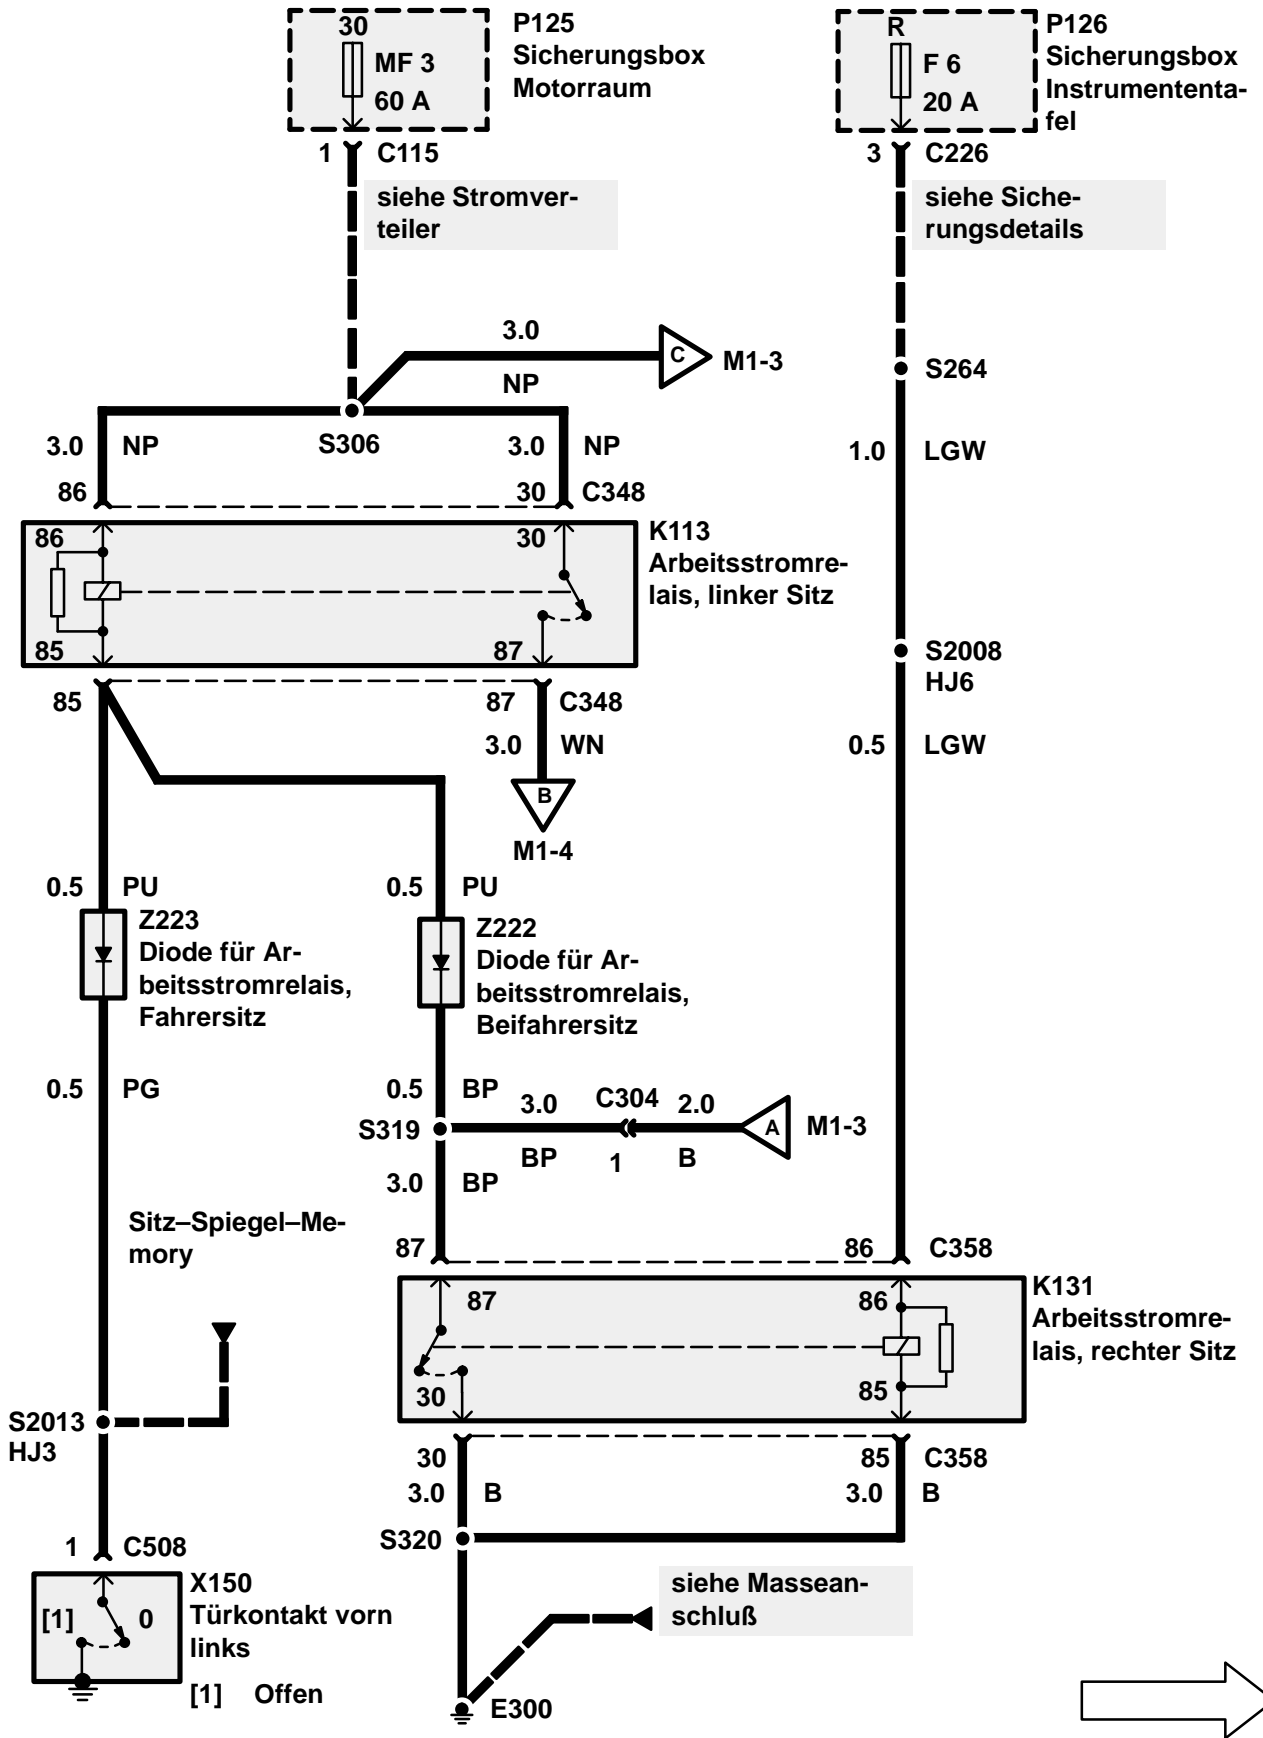 30
MF 3
60 A
P125
Sicherungsbox
Motorraum
R
F 6
20 A
P126
Sicherungsbox
Instrumententa-
fel
1 C115
3 C226
siehe Stromver-
teiler
siehe Siche-
rungsdetails
3.0
C
M1-3
NP
S264
S306
3.0 NP
3.0 NP
1.0 LGW
86
30 C348
86
30
K113
Arbeitsstromre-
lais, linker Sitz
85
87
S2008
HJ6
85
87 C348
3.0 WN
0.5 LGW
B
M1-4
0.5 PU
0.5 PU
Z223
Diode für Ar-
beitsstromrelais,
Fahrersitz
Z222
Diode für Ar-
beitsstromrelais,
Beifahrersitz
0.5 PG
0.5 BP
3.0
C304
2.0
S319
A
M1-3
BP
1
B
3.0 BP
Sitz–Spiegel–Me-
mory
87
86 C358
87
86
K131
Arbeitsstromre-
lais, rechter Sitz
30
85
S2013
HJ3
30
85 C358
3.0 B
3.0 B
S320
1 C508
[1]
0
X150
Türkontakt vorn
links
[1] Offen
siehe Massean-
schluß
E300